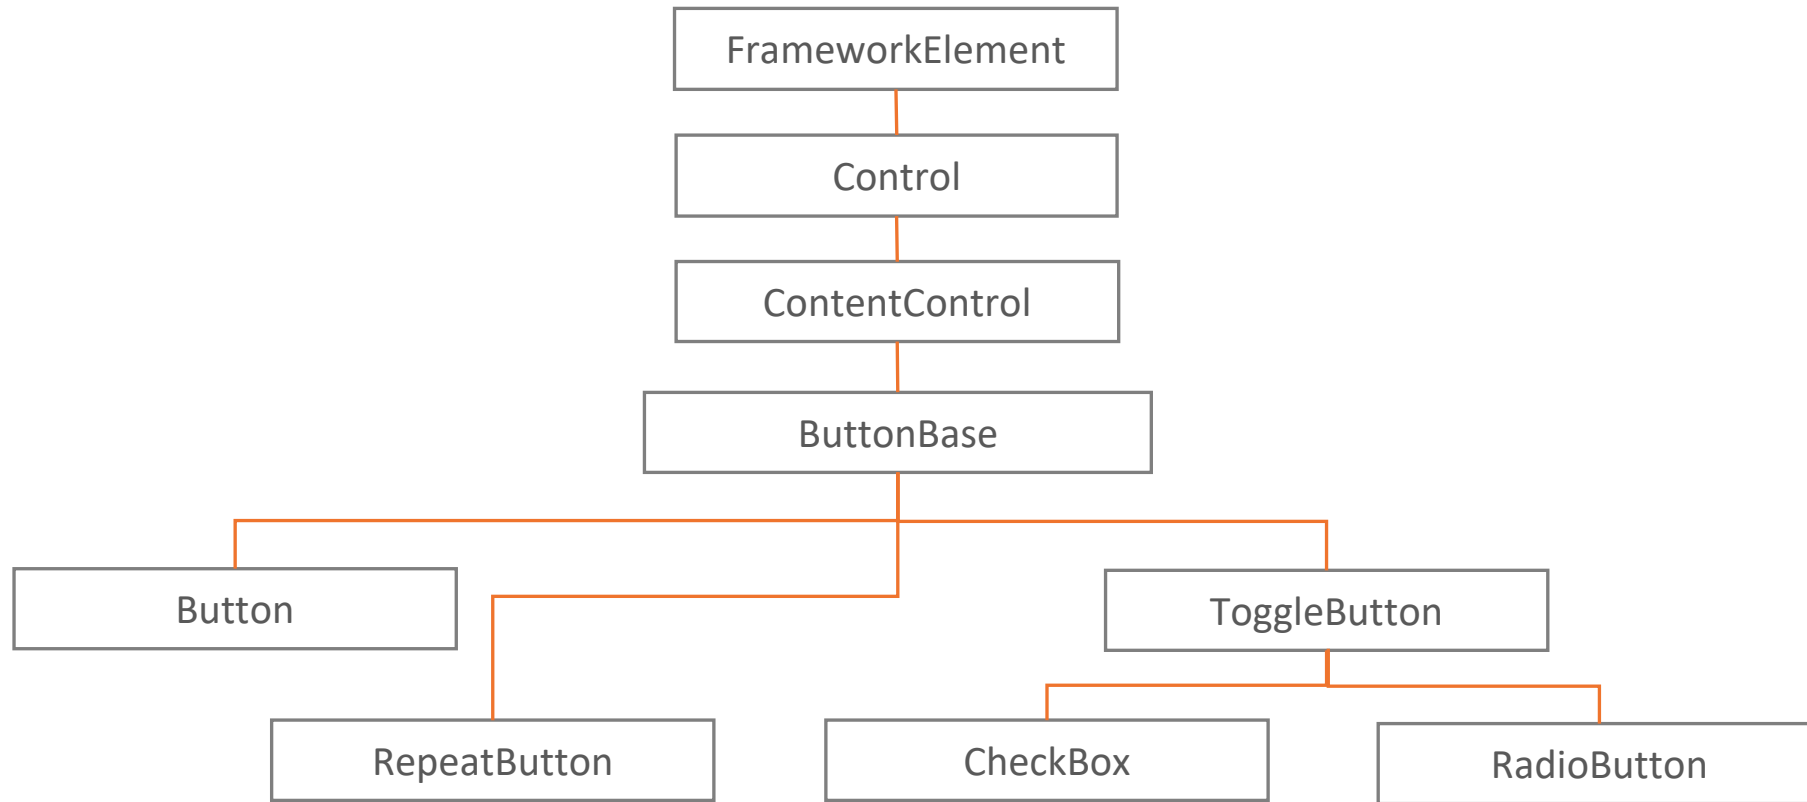 FrameworkElement
Control
ContentControl
ButtonBase
Button
ToggleButton
RepeatButton
CheckBox
RadioButton